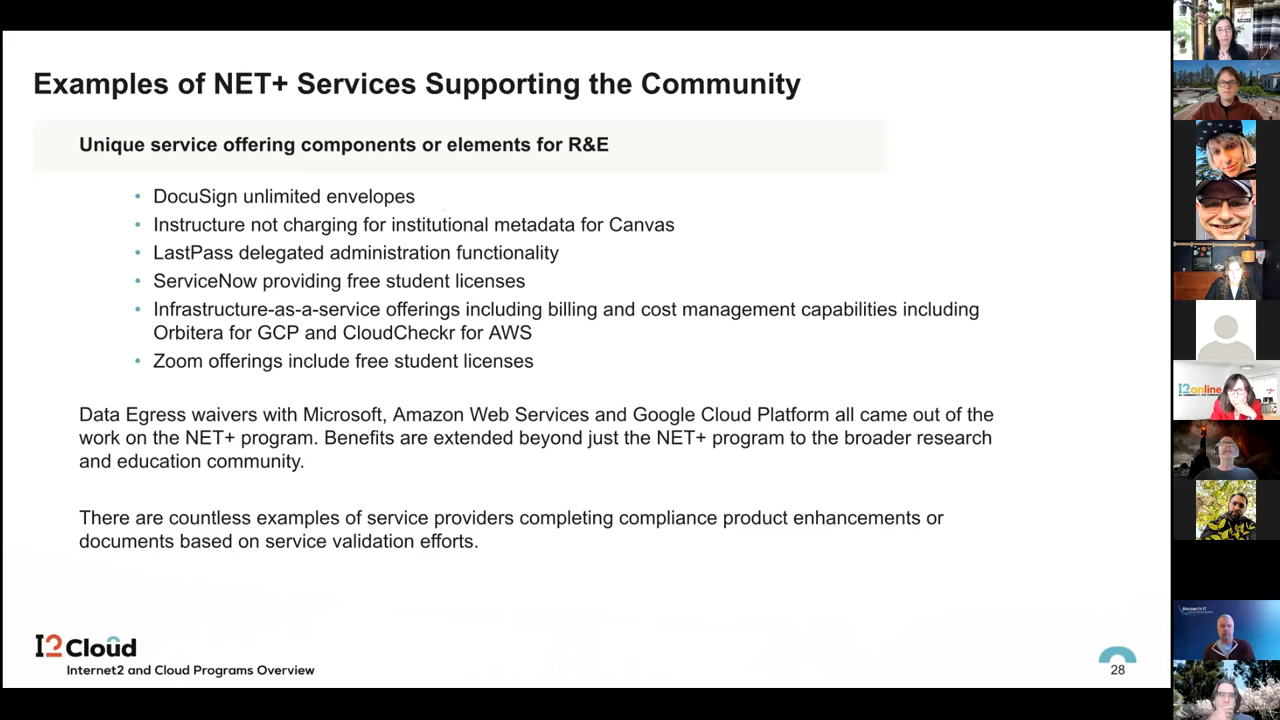 Examples of NET+ Services Supporting the Community
Unique service offering components or elements for R&E
• DocuSign unlimited envelopes
• Instructure not charging for institutional metadata for Canvas
• LastPass delegated administration functionality
• ServiceNow providing free student licenses
• Infrastructure-as-a-service offerings including billing and cost management capabilities including
Orbitera for GCP and CloudCheckr for AWS
• Zoom offerings include free student licenses
Data Egress waivers with Microsoft, Amazon Web Services and Google Cloud Platform all came out of the
work on the NET+ program. Benefits are extended beyond just the NET+ program to the broader research
and education community.
There are countless examples of service providers completing compliance product enhancements or
documents based on service validation efforts.
I2 Cloud
Internet2 and Cloud Programs Overview
28
I2online
Research IT